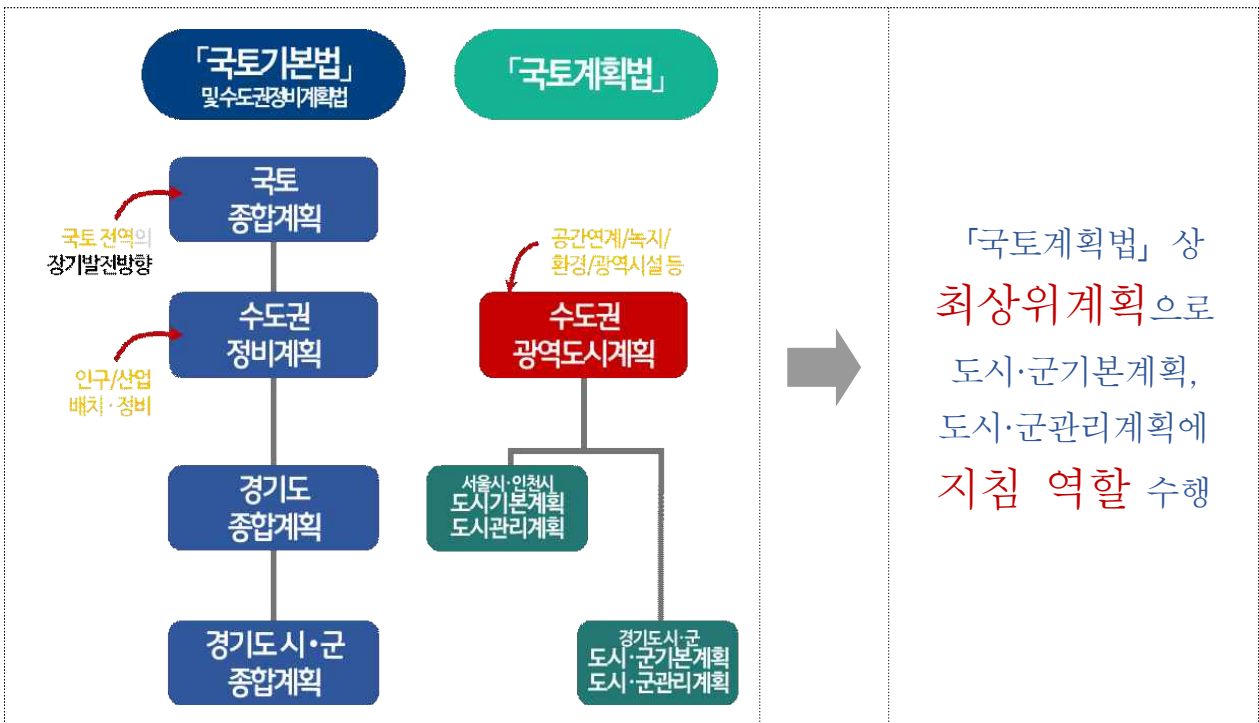 「국토기본법」
및 수도권정비계획법
「국토계획법」
국토
종합계획
국토 전역의
장기발전방향
수도권
정비계획
인구/산업
배치·정비
경기도
종합계획
경기도 시·군
종합계획
공간연계/녹지/
환경/광역시설 등
수도권
광역도시계획
서울시·인천시
도시기본계획
도시관리계획
경기도시·군
도시·군기본계획
도시·군관리계획
「국토계획법」 상
최상위계획으로
도시·군기본계획,
도시·군관리계획에
지침 역할 수행